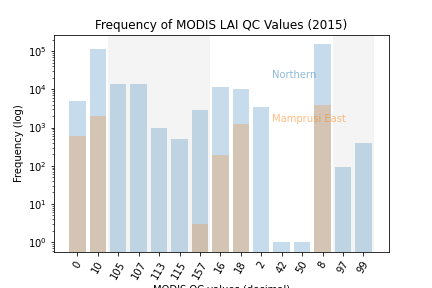 Frequency of MODIS LAI QC Values (2015)
Frequency (log)
10⁵
10⁴
10³
10²
10¹
10⁰
Northern
Mamprusi East
0 10 105 107 113 115 157 16 18 2 42 50 8 97 99
MODIS QC values (decimal)